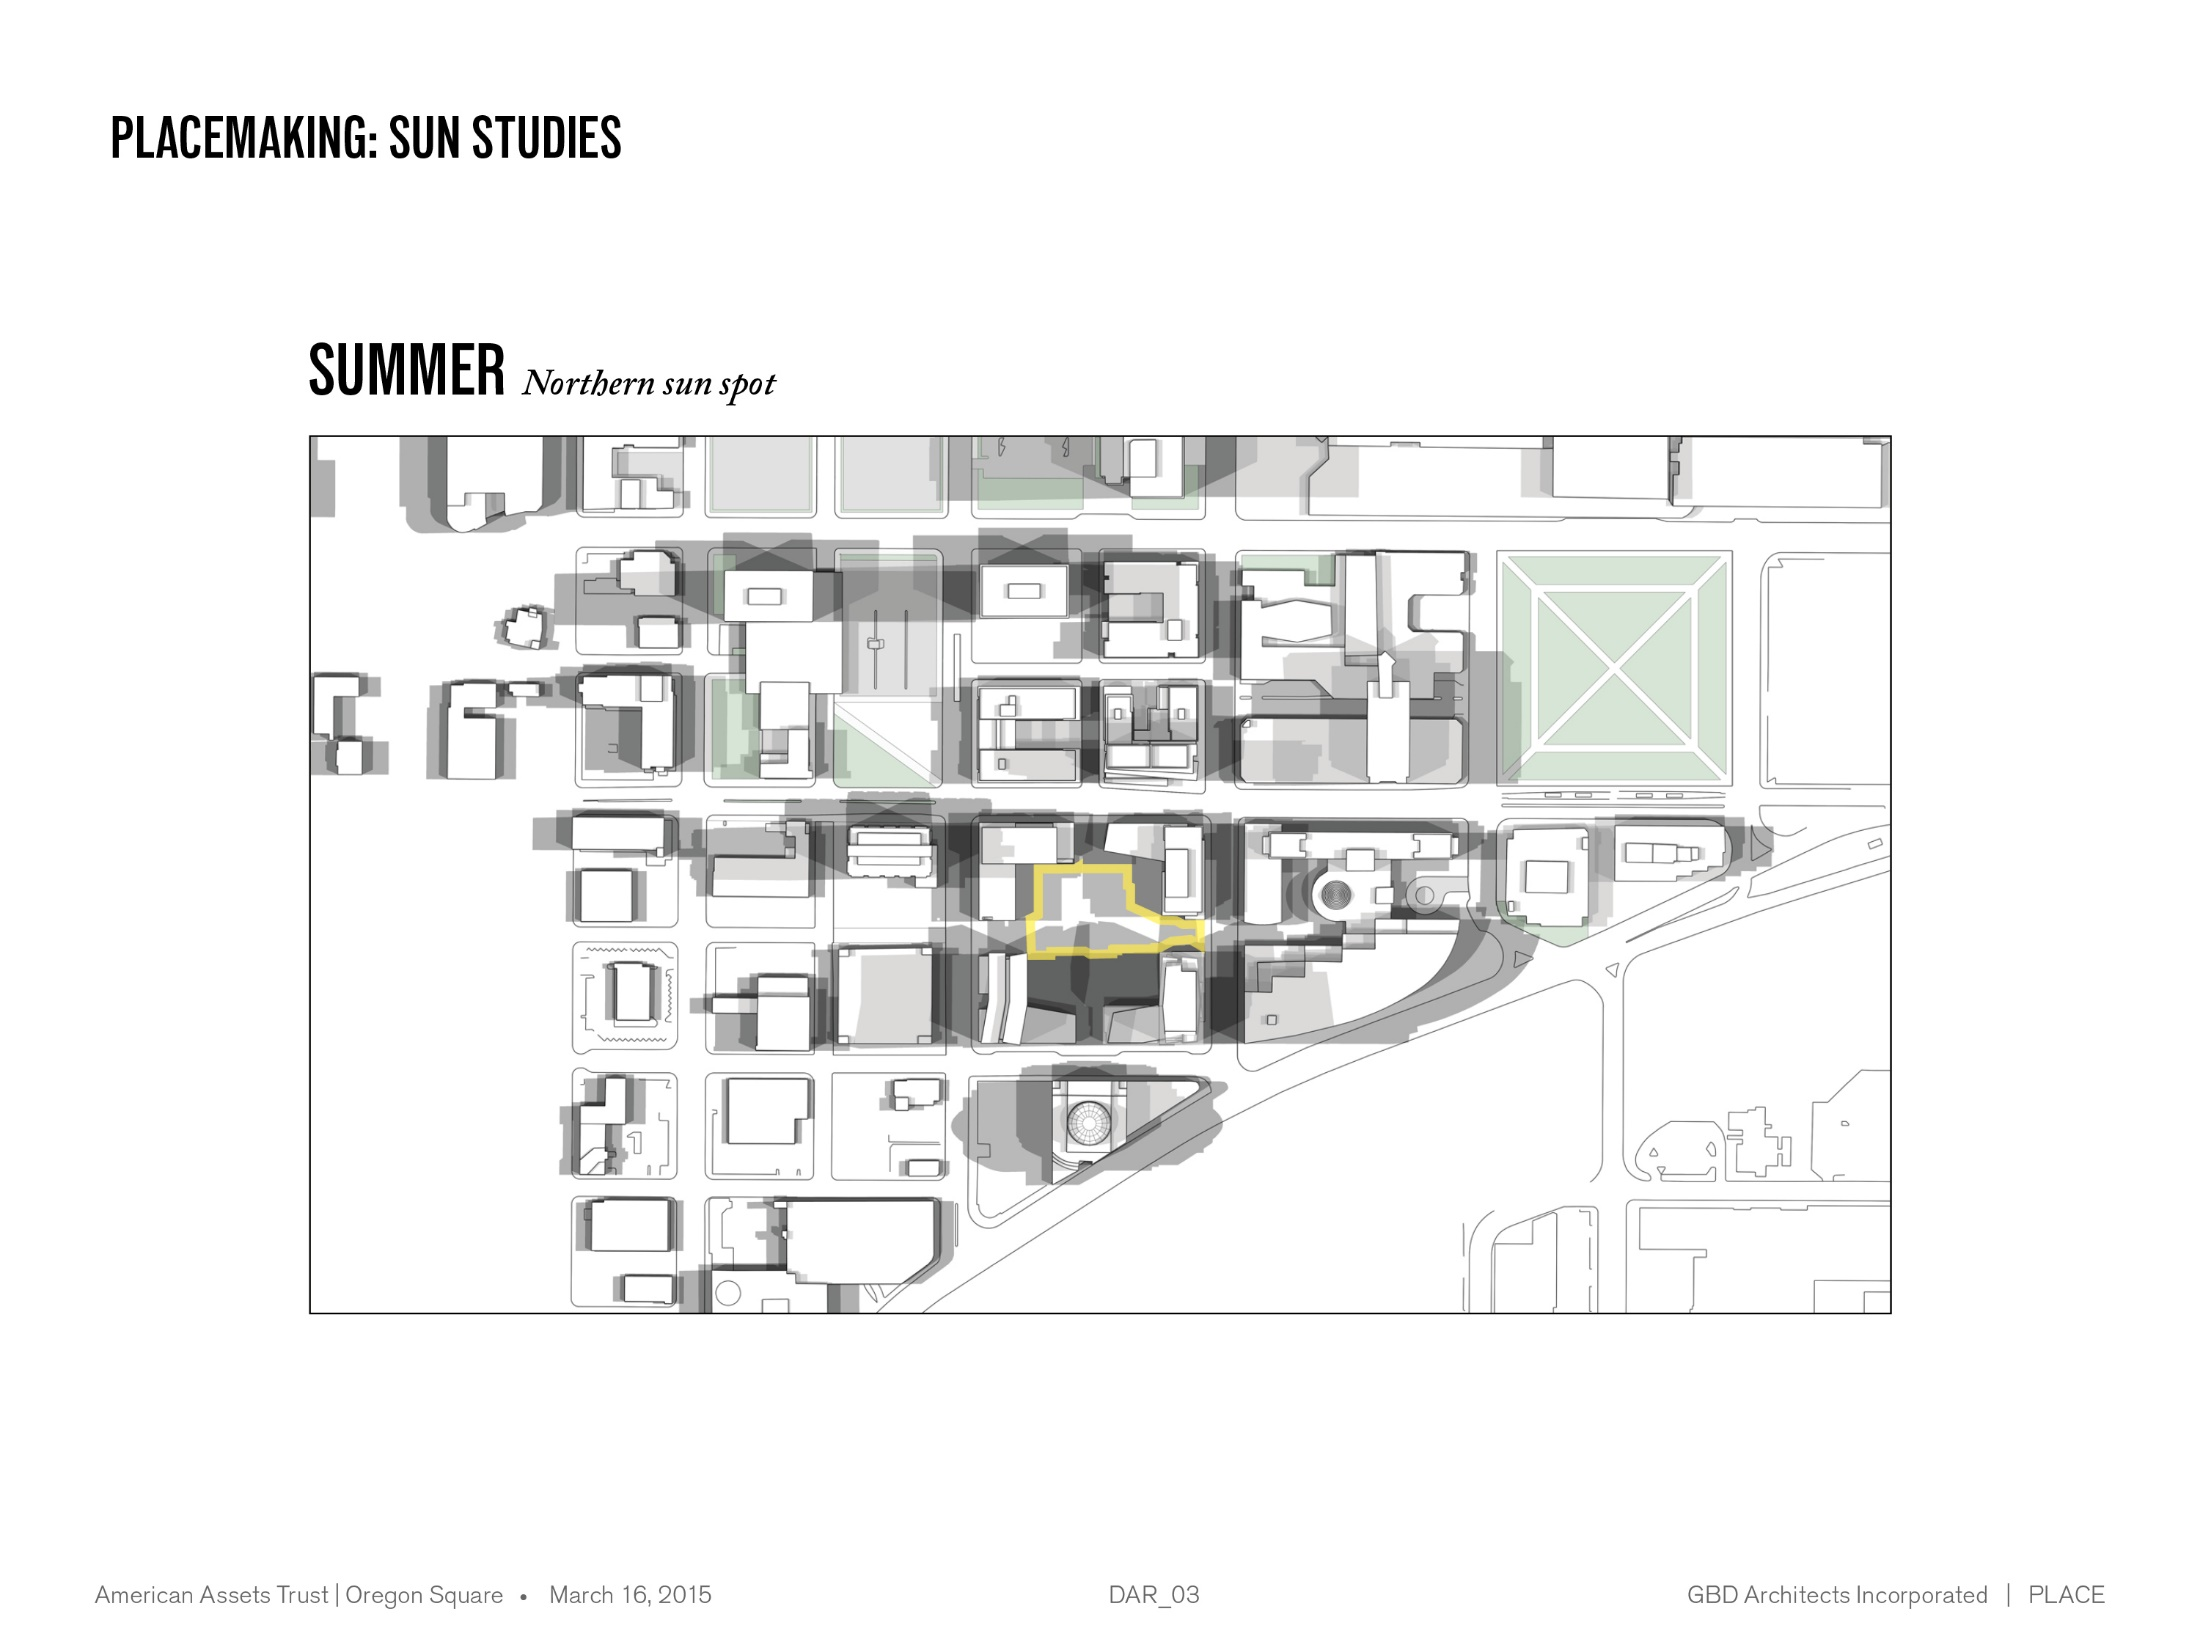 PLACEMAKING: SUN STUDIES
SUMMER Northern sun spot
American Assets Trust | Oregon Square • March 16, 2015
DAR_03
GBD Architects Incorporated | PLACE